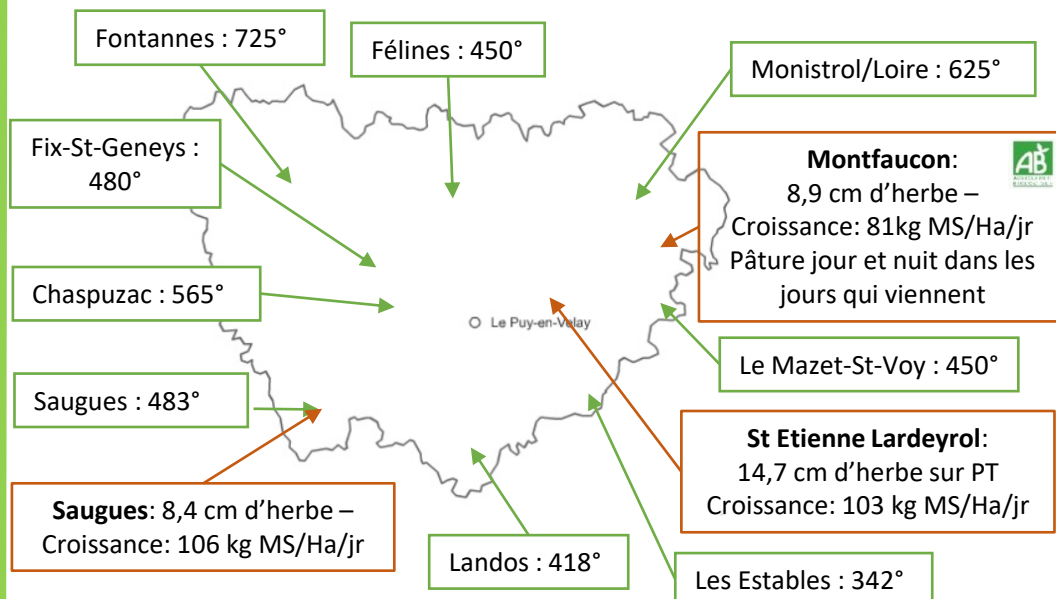 Fontannes : 725°
Félines : 450°
Monistrol/Loire : 625°
Fix-St-Geneys :
480°
Montfaucon:
8,9 cm d’herbe –
Croissance: 81kg MS/Ha/jr
Pâture jour et nuit dans les
jours qui viennent
AB
Chaspuzac : 565°
Le Puy-en-Velay
Le Mazet-St-Voy : 450°
Saugues : 483°
St Etienne Lardeyrol:
14,7 cm d’herbe sur PT
Croissance: 103 kg MS/Ha/jr
Saugues: 8,4 cm d’herbe –
Croissance: 106 kg MS/Ha/jr
Landos : 418°
Les Estables : 342°